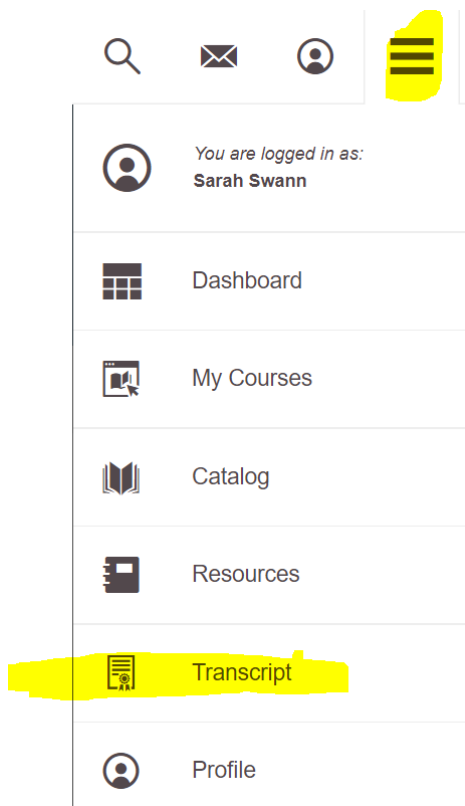 You are logged in as:
Sarah Swann
Dashboard
My Courses
Catalog
Resources
Transcript
Profile